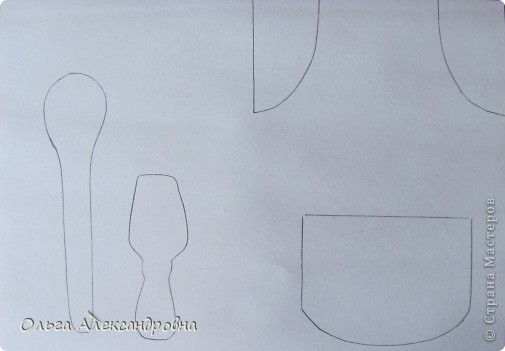 Ольга Александровна
© Страна Мастеров